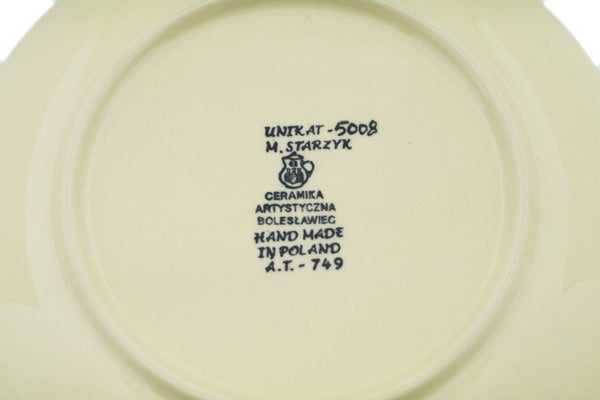 UNIKAT - 5008
M. STARZYK
CERAMIKA
ARTYSTYCZNA
BOLESŁAWIEC
HAND MADE
IN POLAND
A.T. - 749